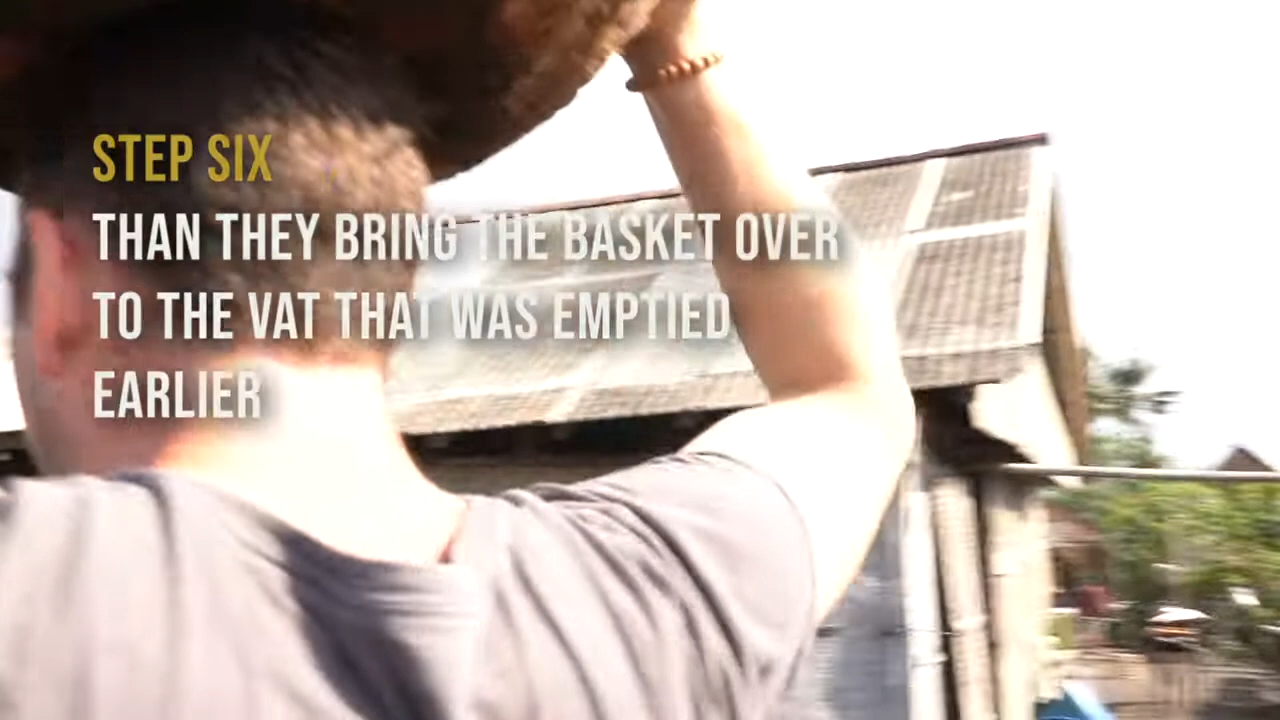 STEP SIX
THAN THEY BRING THE BASKET OVER
TO THE VAT THAT WAS EMPTIED
EARLIER